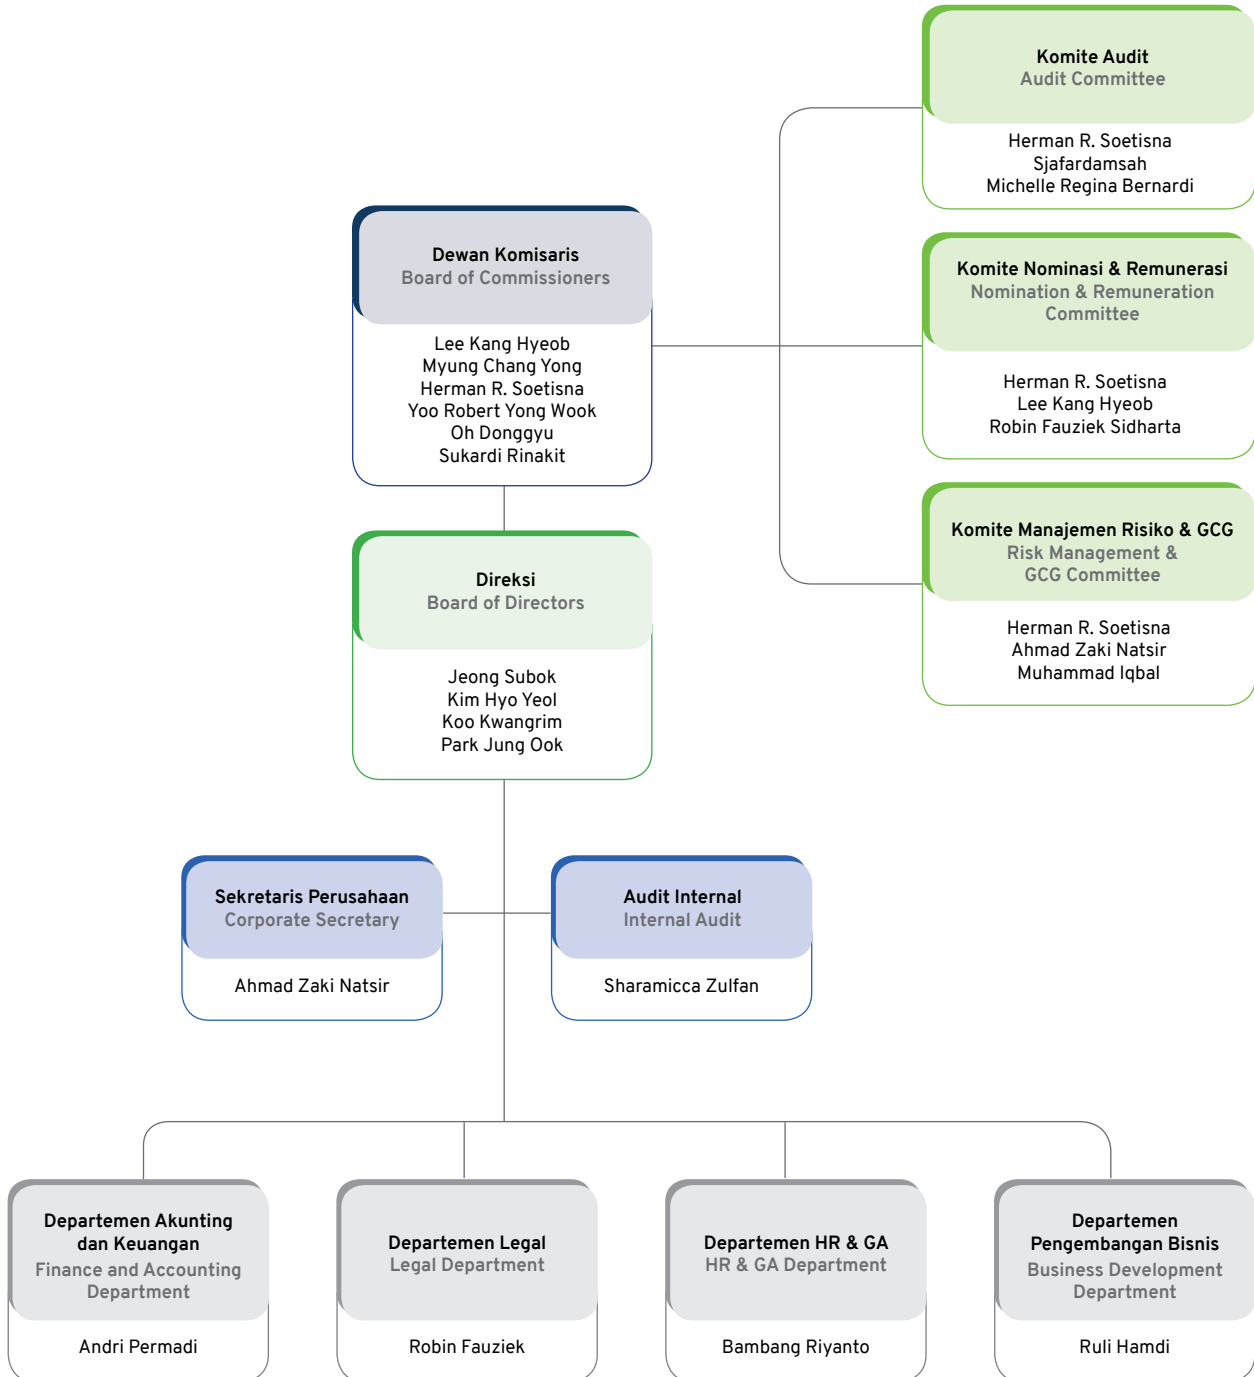 Komite Audit
Audit Committee
Herman R. Soetisna
Sjafardamsah
Michelle Regina Bernardi
Dewan Komisaris
Board of Commissioners
Lee Kang Hyeob
Myung Chang Yong
Herman R. Soetisna
Yoo Robert Yong Wook
Oh Donggyu
Sukardi Rinakit
Komite Nominasi & Remunerasi
Nomination & Remuneration
Committee
Herman R. Soetisna
Lee Kang Hyeob
Robin Fauziek Sidharta
Komite Manajemen Risiko & GCG
Risk Management &
GCG Committee
Herman R. Soetisna
Ahmad Zaki Natsir
Muhammad Iqbal
Direksi
Board of Directors
Jeong Subok
Kim Hyo Yeol
Koo Kwangrim
Park Jung Ook
Sekretaris Perusahaan
Corporate Secretary
Ahmad Zaki Natsir
Audit Internal
Internal Audit
Sharamicca Zulfan
Departemen Akunting
dan Keuangan
Finance and Accounting
Department
Andri Permadi
Departemen Legal
Legal Department
Robin Fauziek
Departemen HR & GA
HR & GA Department
Bambang Riyanto
Departemen
Pengembangan Bisnis
Business Development
Department
Ruli Hamdi